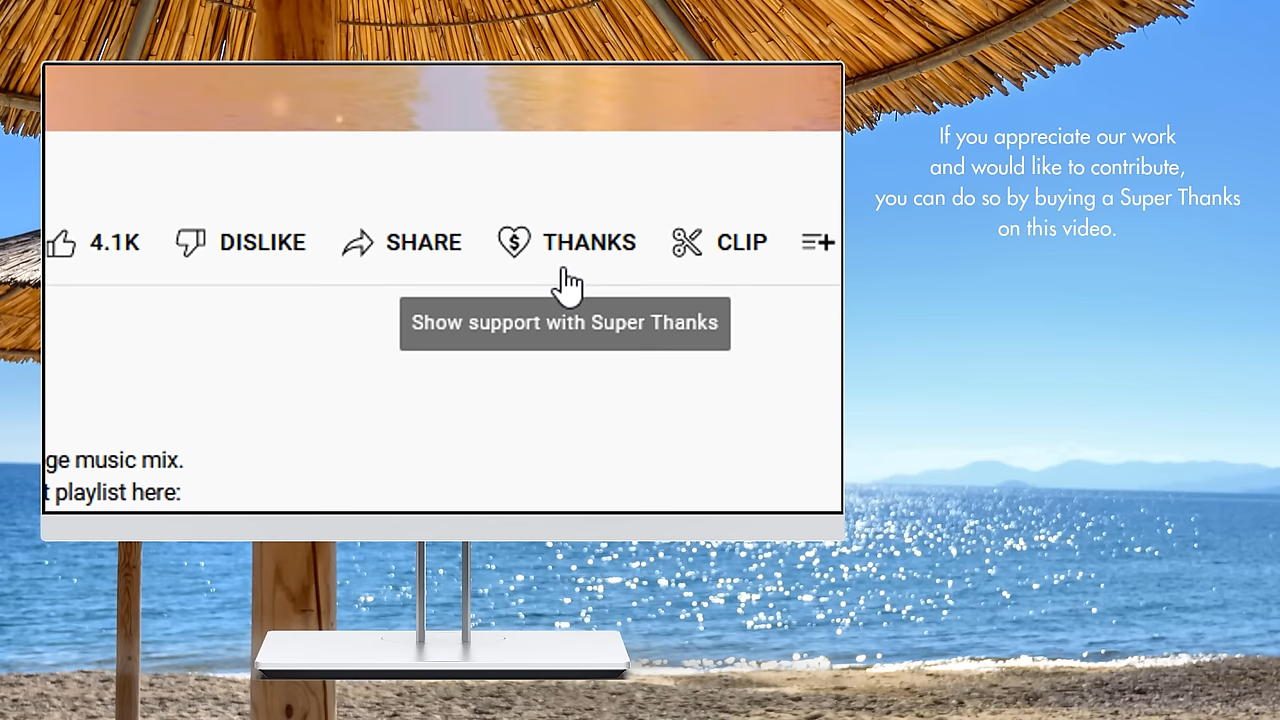 If you appreciate our work
and would like to contribute,
you can do so by buying a Super Thanks
on this video.
4.1K DISLIKE SHARE THANKS CLIP
Show support with Super Thanks
ge music mix.
t playlist here: